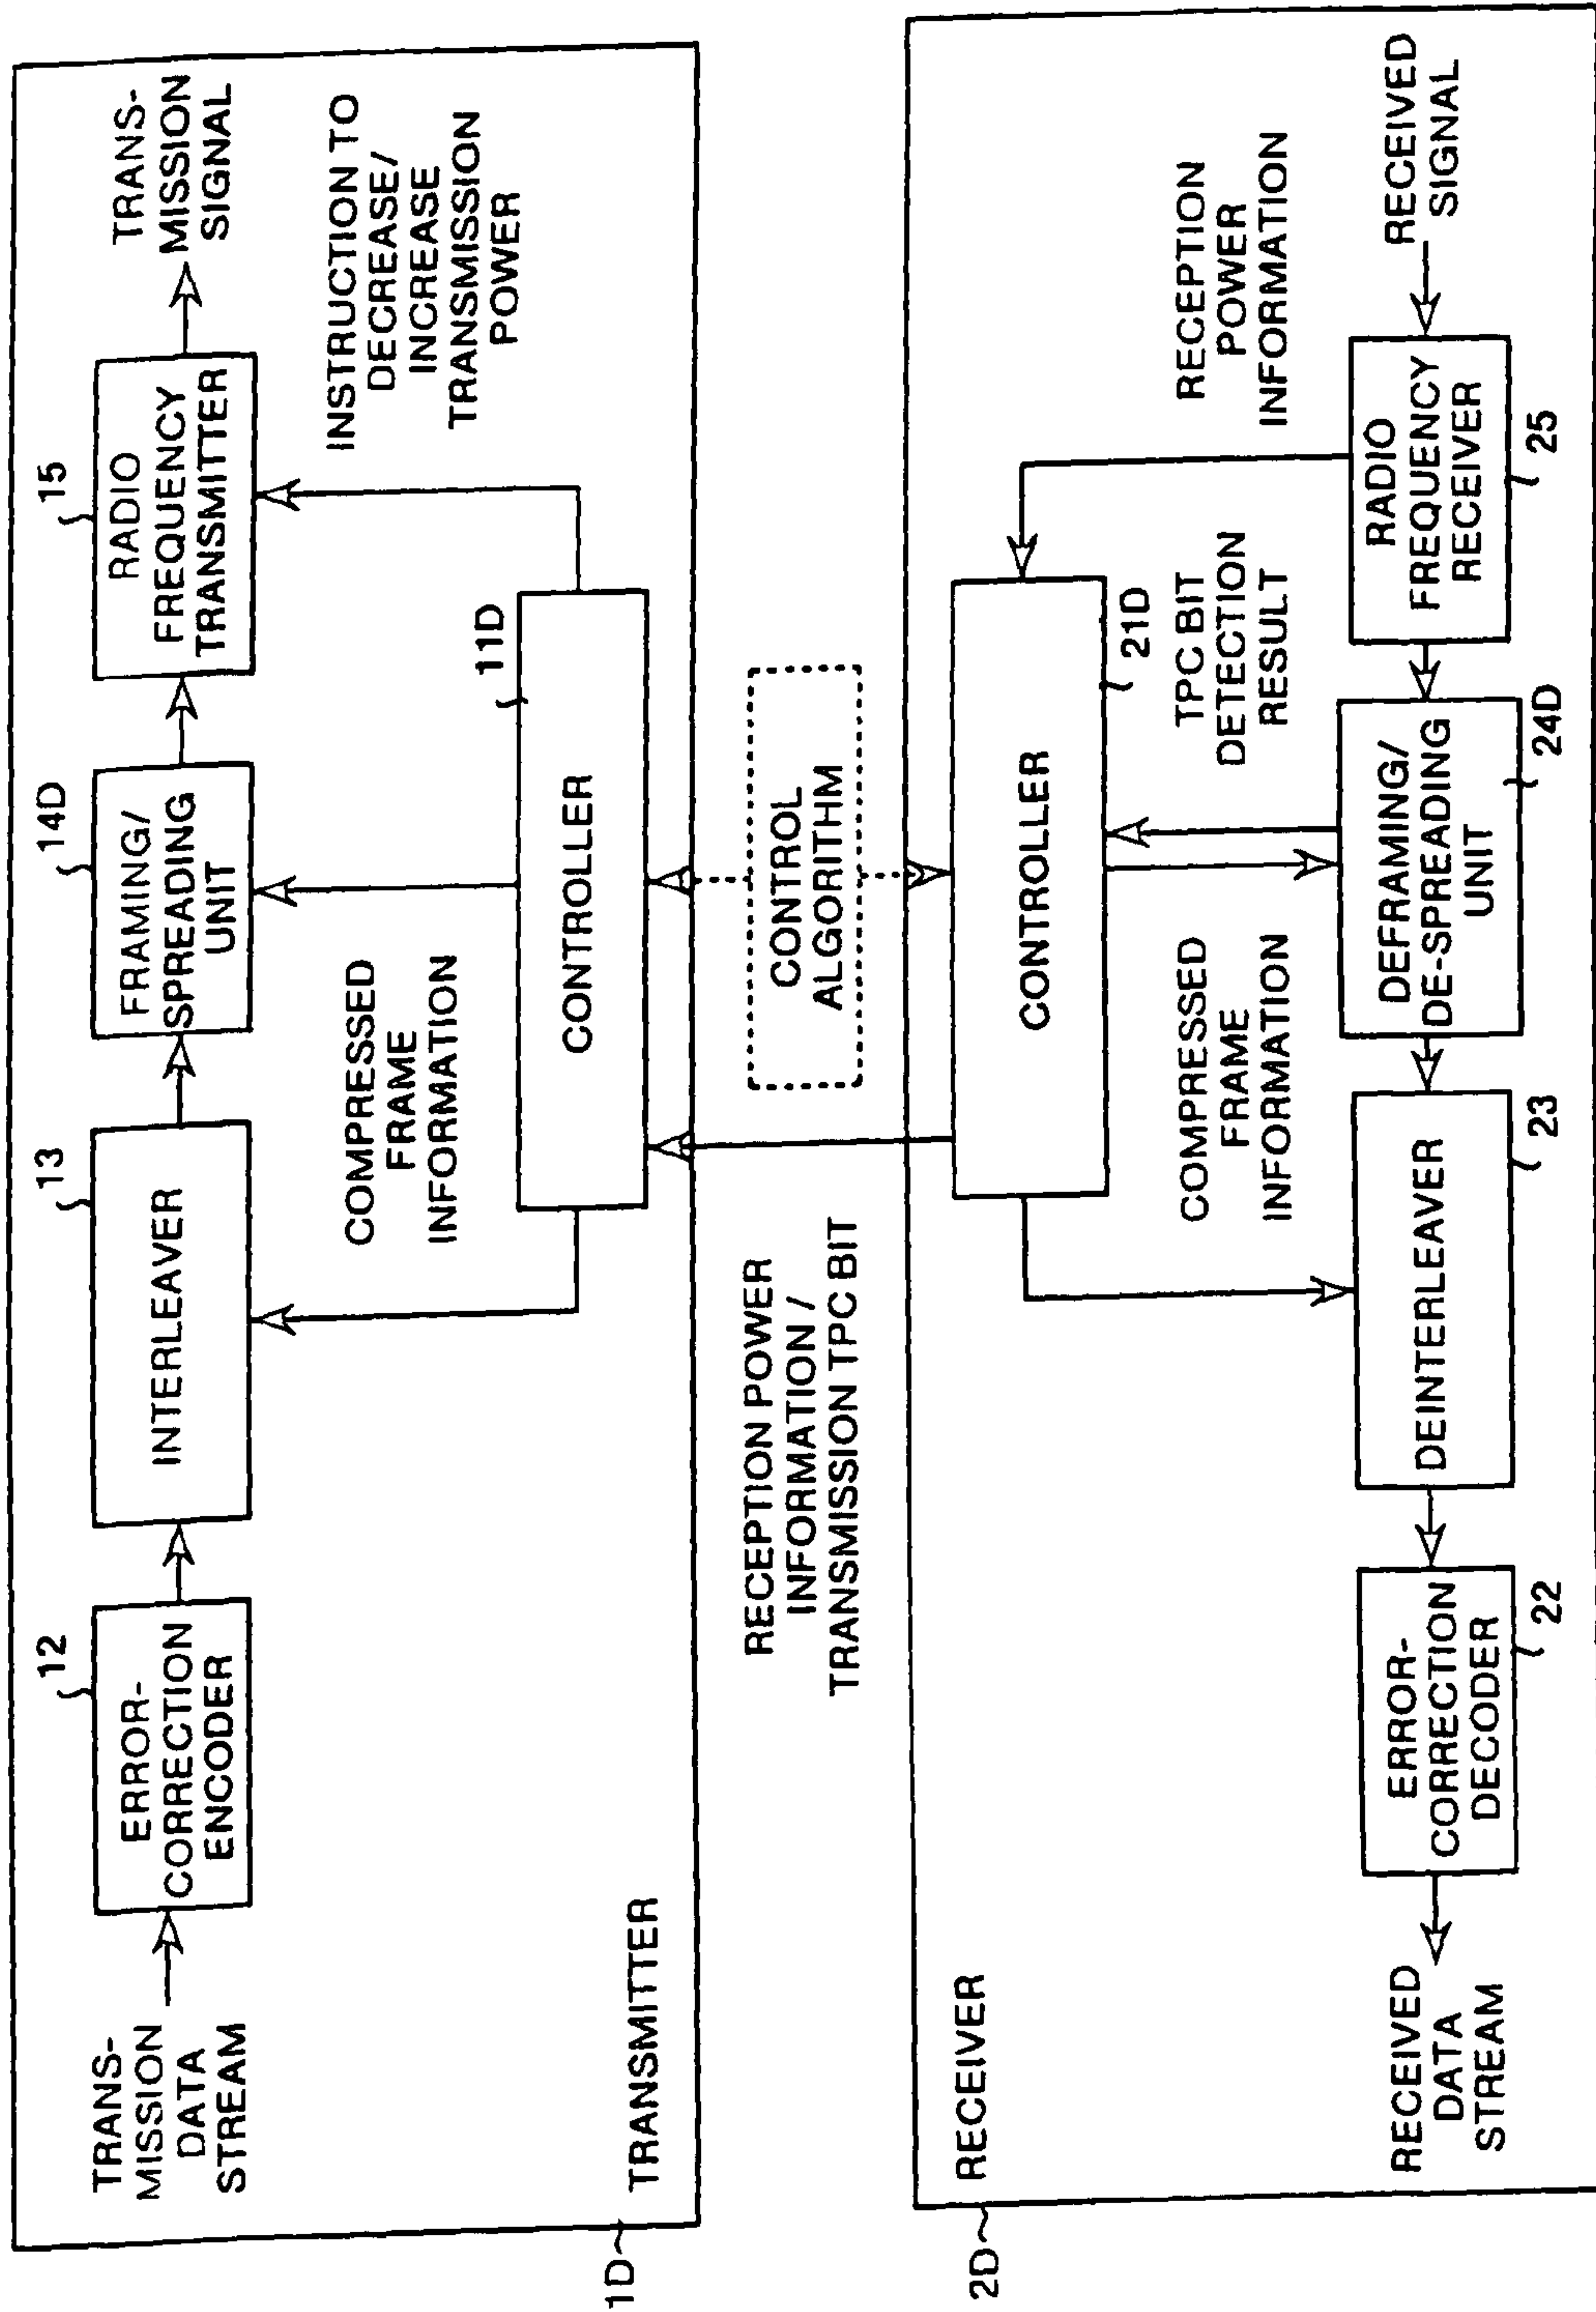 TRANS-
MISSION
DATA
STREAM
12
ERROR-
CORRECTION
ENCODER
13
INTERLEAVER
14D
FRAMING/
SPREADING
UNIT
15
RADIO
FREQUENCY
TRANSMITTER
TRANS-
MISSION
SIGNAL
COMPRESSED
FRAME
INFORMATION
INSTRUCTION TO
DECREASE/
INCREASE
TRANSMISSION
POWER
11D
CONTROLLER
TRANSMITTER
1D
RECEPTION POWER
INFORMATION /
TRANSMISSION TPC BIT
CONTROL
ALGORITHM
2D
RECEIVER
CONTROLLER
21D
COMPRESSED
FRAME
INFORMATION
TPC BIT
DETECTION
RESULT
RECEPTION
POWER
INFORMATION
RECEIVED
DATA
STREAM
ERROR-
CORRECTION
DECODER
22
DEINTERLEAVER
23
DEFRAMING/
DE-SPREADING
UNIT
24D
RADIO
FREQUENCY
RECEIVER
25
RECEIVED
SIGNAL